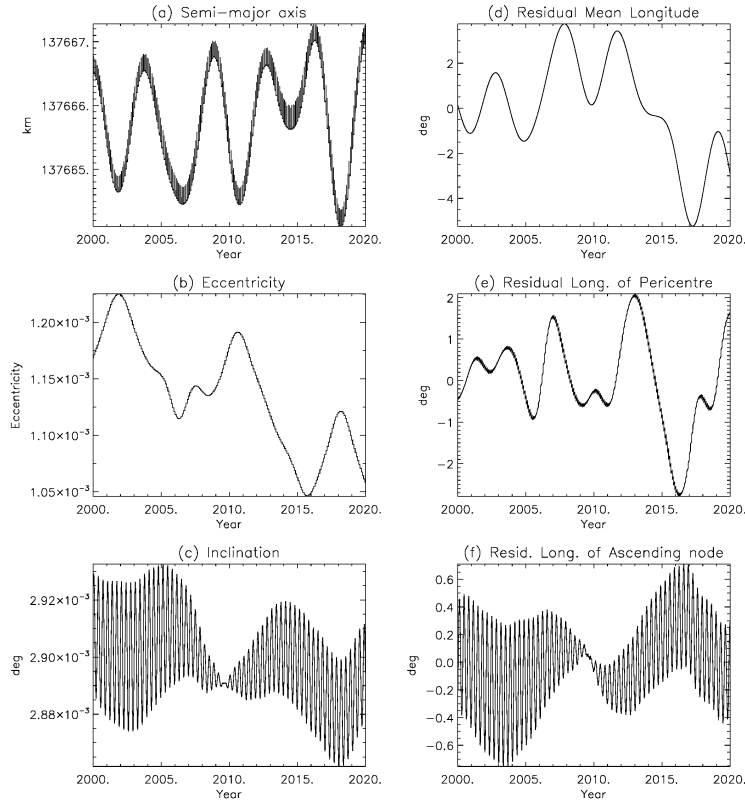 (a) Semi-major axis
137667.
137666.
137665.
km
2000. 2005. 2010. 2015. 2020.
Year
(d) Residual Mean Longitude
2
0
-2
-4
deg
2000. 2005. 2010. 2015. 2020.
Year
(b) Eccentricity
1.20×10⁻³
1.15×10⁻³
1.10×10⁻³
1.05×10⁻³
Eccentricity
2000. 2005. 2010. 2015. 2020.
Year
(e) Residual Long. of Pericentre
2
1
0
-1
-2
deg
2000. 2005. 2010. 2015. 2020.
Year
(c) Inclination
2.92×10⁻³
2.90×10⁻³
2.88×10⁻³
deg
2000. 2005. 2010. 2015. 2020.
Year
(f) Resid. Long. of Ascending node
0.6
0.4
0.2
0.0
-0.2
-0.4
-0.6
deg
2000. 2005. 2010. 2015. 2020.
Year